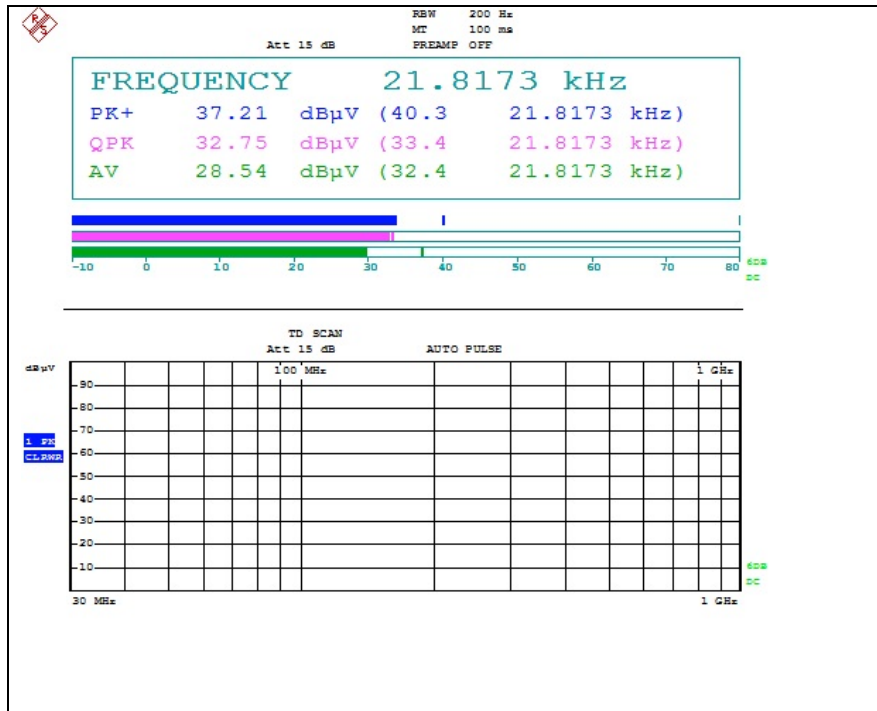 R S
RBW 200 Hz
MT 100 ms
Att 15 dB PREAMP OFF
FREQUENCY 21.8173 kHz
PK+ 37.21 dBµV (40.3 21.8173 kHz)
QPK 32.75 dBµV (33.4 21.8173 kHz)
AV 28.54 dBµV (32.4 21.8173 kHz)
-10 0 10 20 30 40 50 60 70 80
6DB
DC
TD SCAN
Att 15 dB AUTO PULSE
dBµV
100 MHz 1 GHz
90
80
70
1 PK
60
CLRWR
50
40
30
20
10
6DB
DC
30 MHz 1 GHz